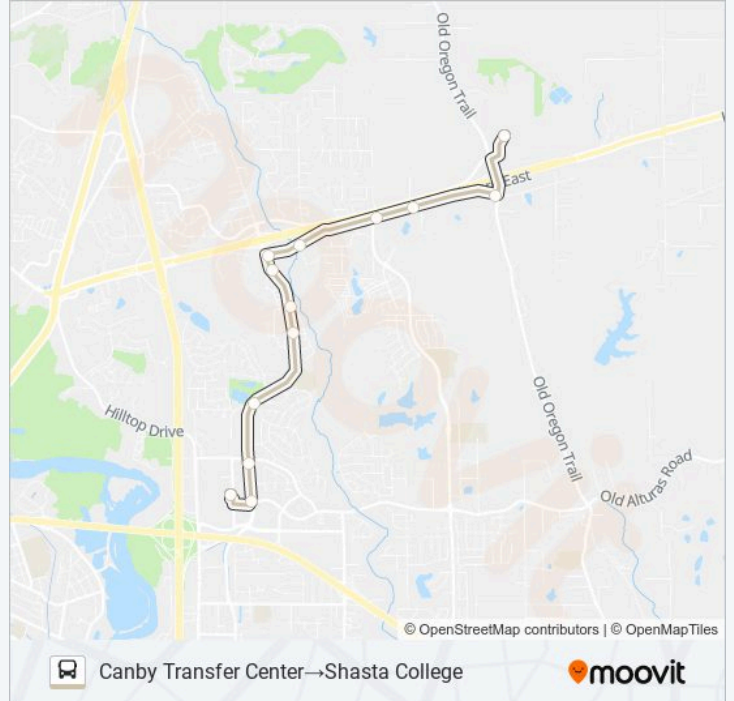 Old Oregon Trail
East
Hilltop Drive
Old Oregon Trail
Old Alturas Road
© OpenStreetMap contributors | © OpenMapTiles
Canby Transfer Center→Shasta College
moovit